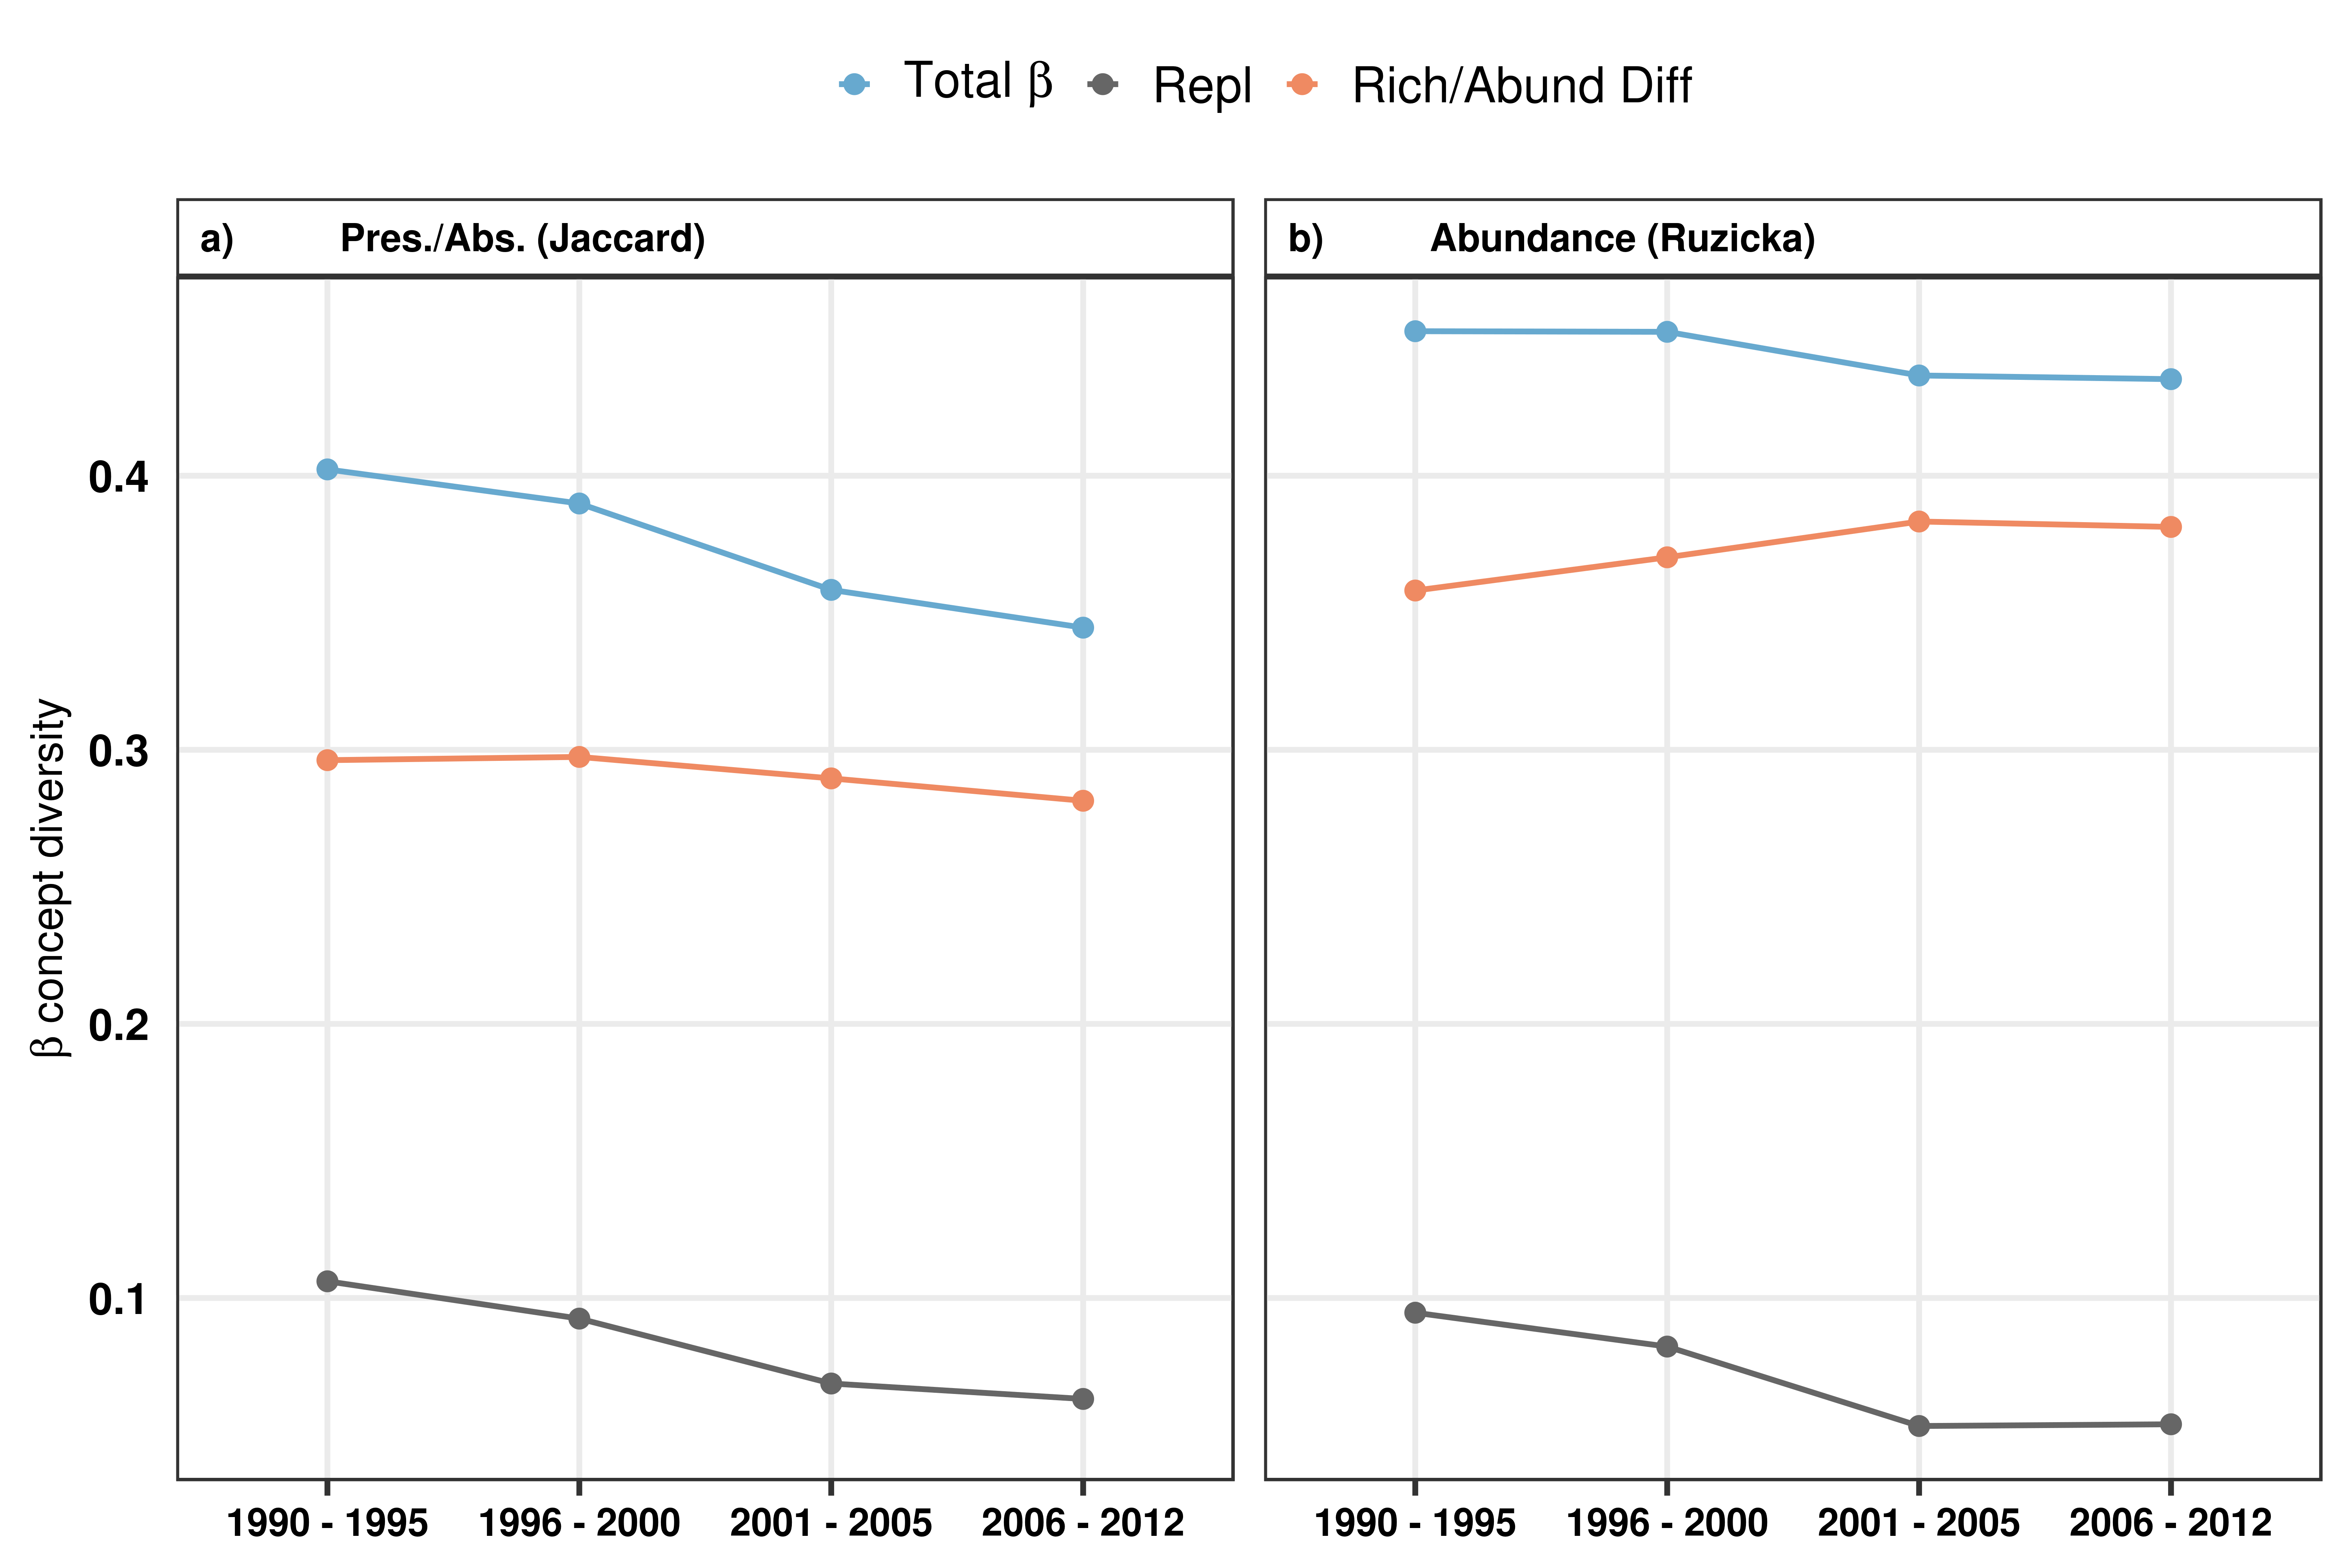 Total β Repl Rich/Abund Diff
a) Pres./Abs. (Jaccard)
b) Abundance (Ruzicka)
β concept diversity
0.4
0.3
0.2
0.1
1990 - 1995 1996 - 2000 2001 - 2005 2006 - 2012
1990 - 1995 1996 - 2000 2001 - 2005 2006 - 2012